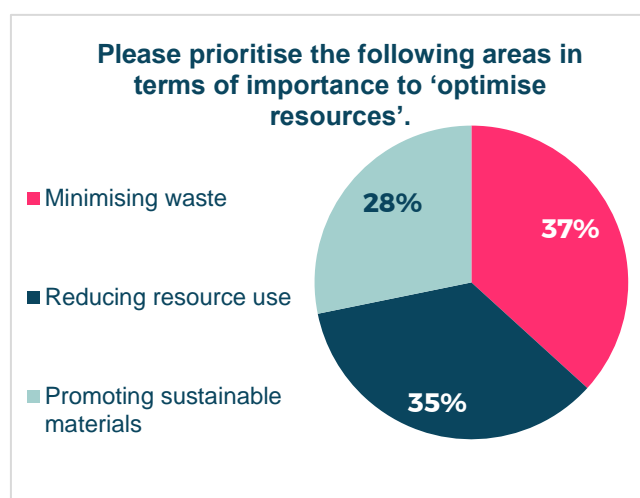 Please prioritise the following areas in
terms of importance to ‘optimise
resources’.
Minimising waste
Reducing resource use
Promoting sustainable
materials
28%
37%
35%